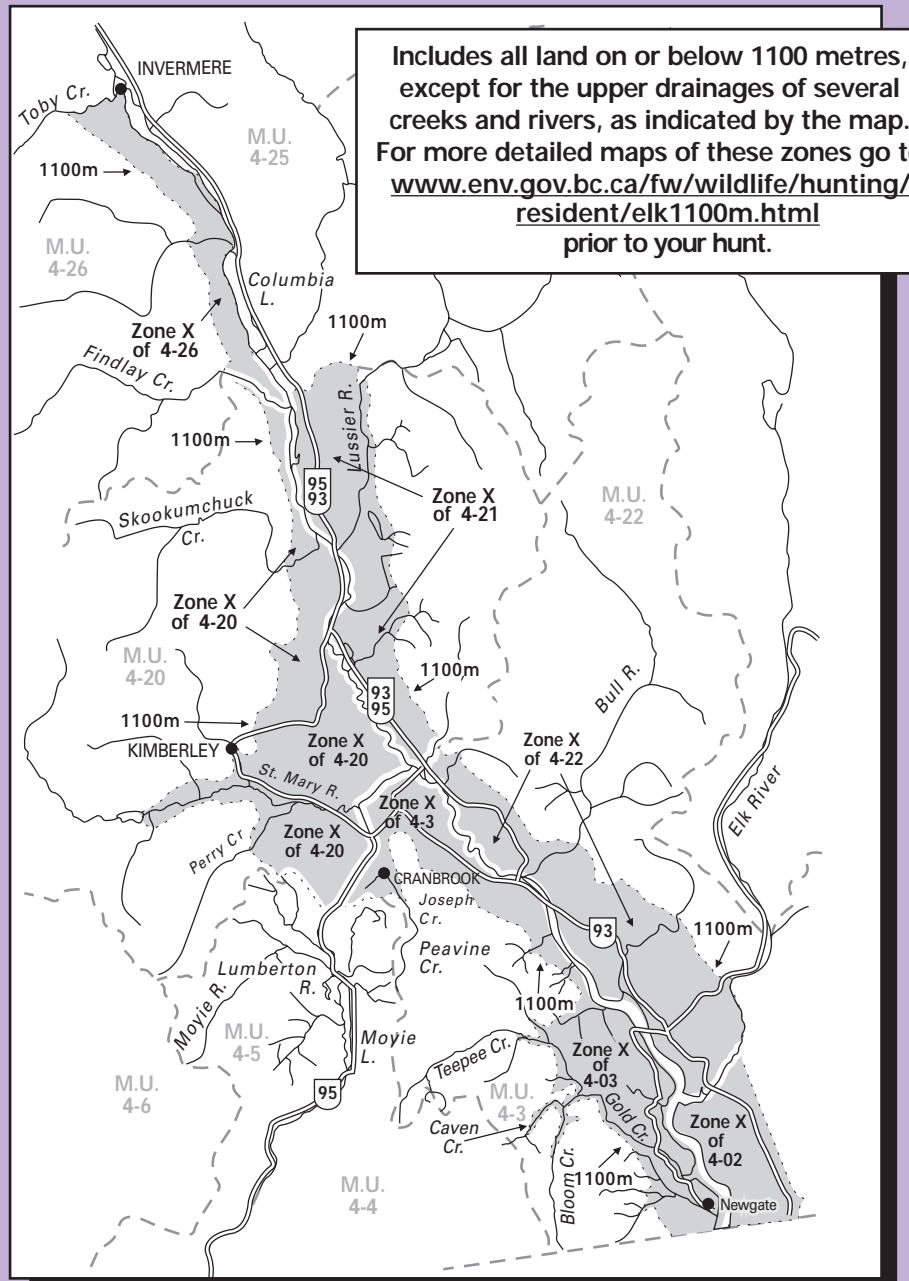 Includes all land on or below 1100 metres,
except for the upper drainages of several
creeks and rivers, as indicated by the map.
For more detailed maps of these zones go t
www.env.gov.bc.ca/fw/wildlife/hunting/
resident/elk1100m.html
prior to your hunt.
INVERMERE
Toby Cr.
M.U.
4-25
1100m
M.U.
4-26
Columbia
L.
Zone X
of 4-26
1100m
Findlay Cr.
Lussier R.
1100m
95
93
Zone X
of 4-21
M.U.
4-22
Skookumchuck
Cr.
Zone X
of 4-20
M.U.
4-20
1100m
Bull R.
93
95
1100m
KIMBERLEY
Zone X
of 4-20
Zone X
of 4-22
St. Mary R.
Elk River
Zone X
of 4-3
Zone X
of 4-20
Perry Cr
CRANBROOK
Joseph
Cr.
93
1100m
Peavine
Cr.
Lumberton
R.
1100m
Moyie R.
Moyie
L.
M.U.
4-5
Teepee Cr.
Zone X
of
4-03
M.U.
4-6
95
M.U.
4-3
Gold Cr.
Caven
Cr.
Zone X
of
4-02
Bloom Cr.
1100m
M.U.
4-4
Newgate